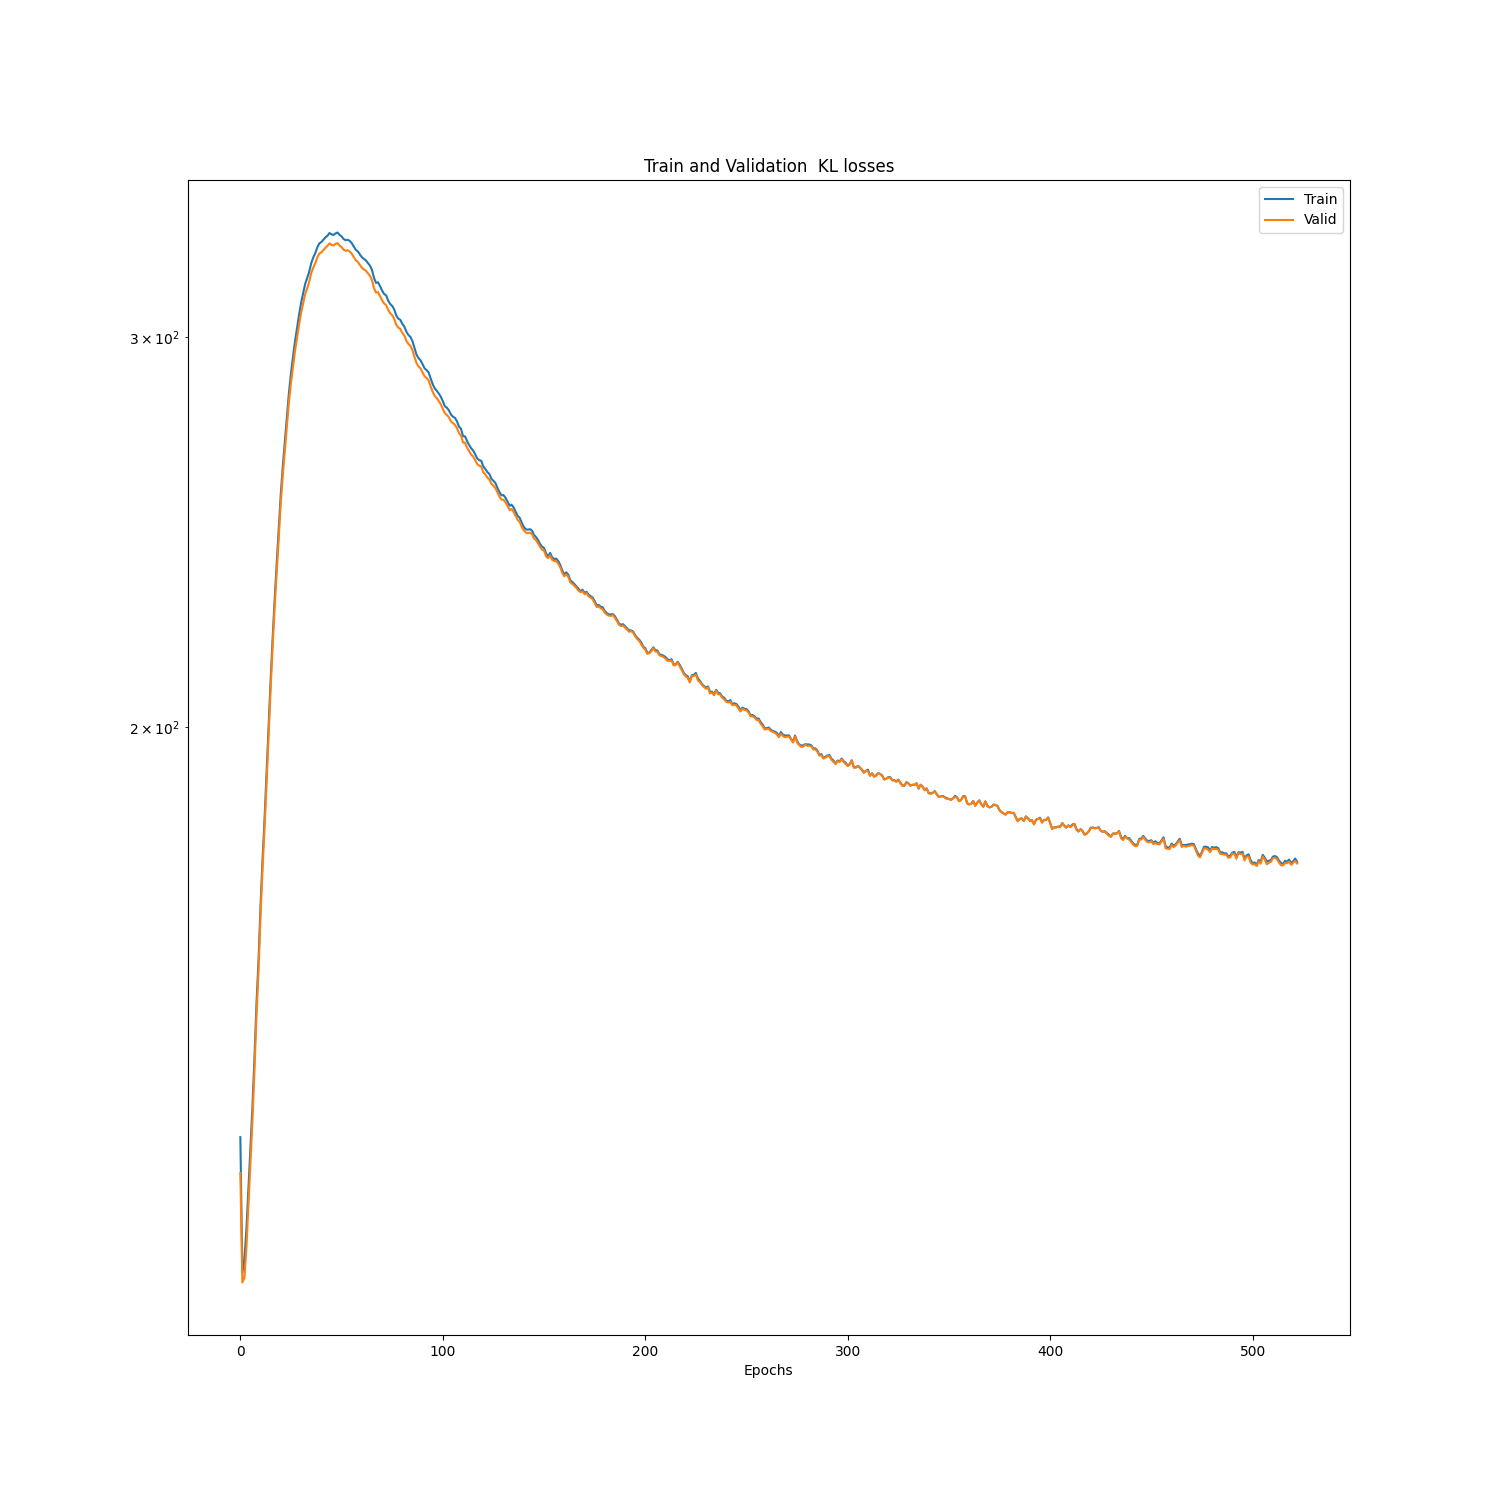 Train and Validation  KL losses
Train
Valid
3 × 10²
2 × 10²
0 100 200 300 400 500
Epochs